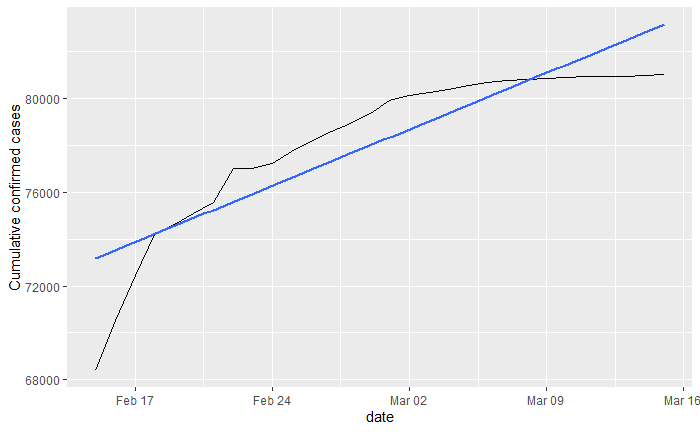 Cumulative confirmed cases
80000
76000
72000
68000
Feb 17
Feb 24
Mar 02
Mar 09
Mar 16
date